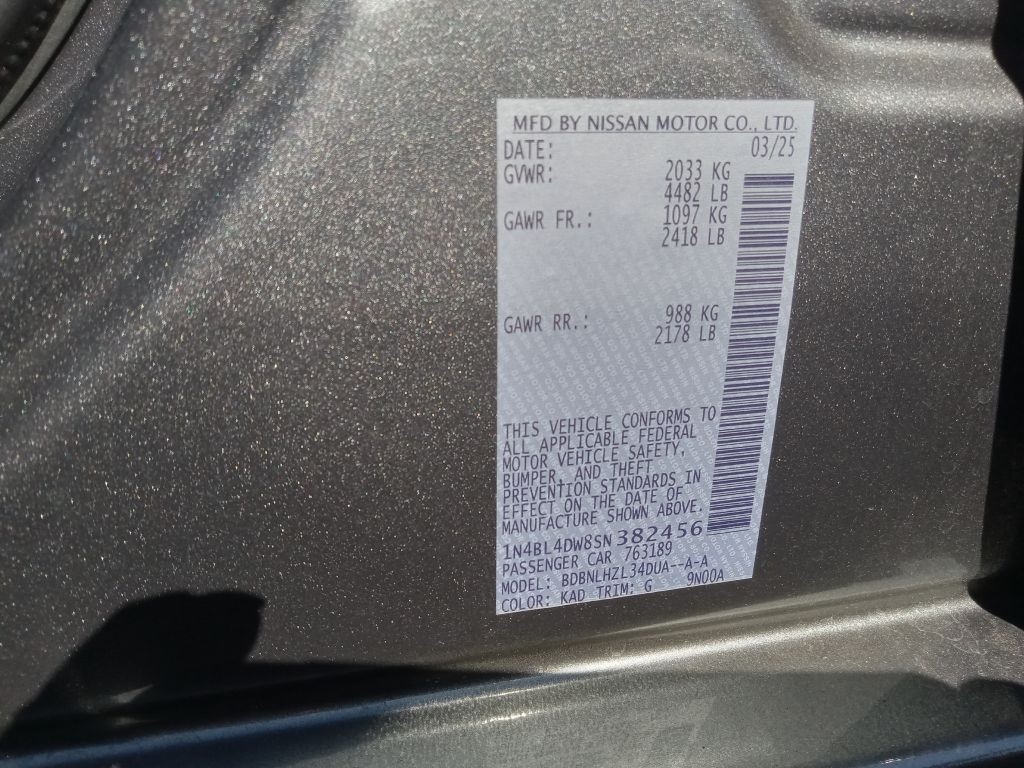 MFD BY NISSAN MOTOR CO., LTD.
DATE: 03/25
GVWR: 2033 KG
4482 LB
GAWR FR.: 1097 KG
2418 LB
GAWR RR.: 988 KG
2178 LB
THIS VEHICLE CONFORMS TO
ALL APPLICABLE FEDERAL
MOTOR VEHICLE SAFETY,
BUMPER, AND THEFT
PREVENTION STANDARDS IN
EFFECT ON THE DATE OF
MANUFACTURE SHOWN ABOVE.
1N4BL4DW8SN382456
PASSENGER CAR 763189
MODEL: BDBNLHZL34DUA--A-A
COLOR: KAD TRIM: G 9N00A